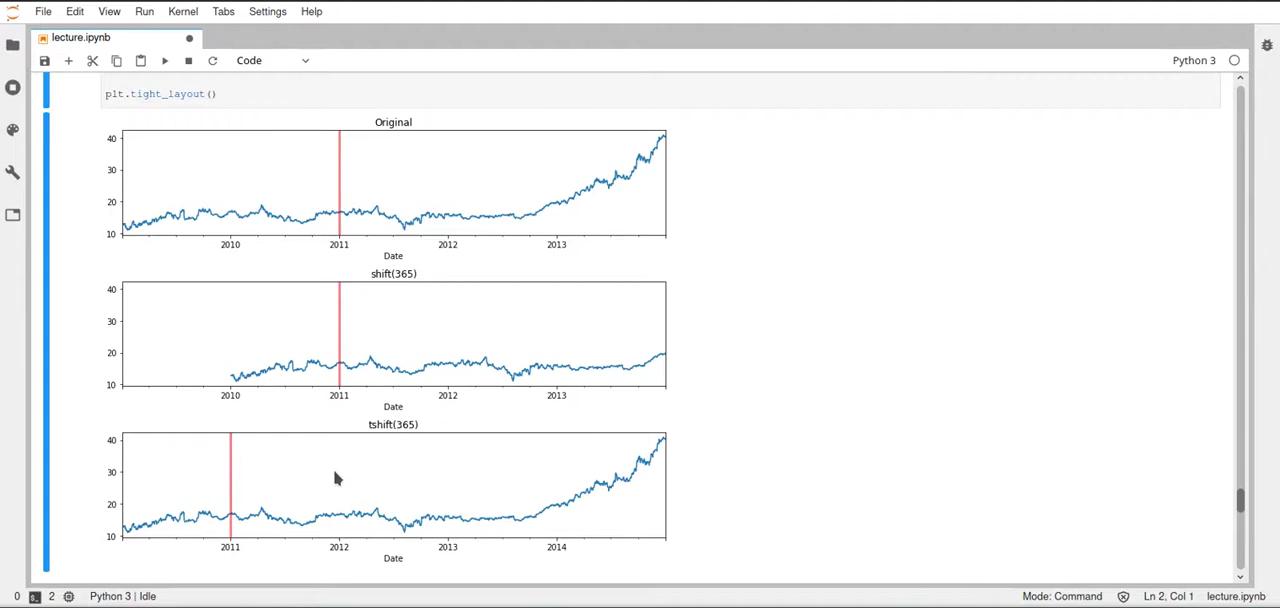 File Edit View Run Kernel Tabs Settings Help
lecture.ipynb
Code
Python 3
plt.tight_layout()
Original
40
30
20
10
2010 2011 2012 2013
Date
shift(365)
40
30
20
10
2010 2011 2012 2013
Date
tshift(365)
40
30
20
10
2011 2012 2013 2014
Date
0 2 Python 3 | Idle Mode: Command Ln 2, Col 1 lecture.ipynb